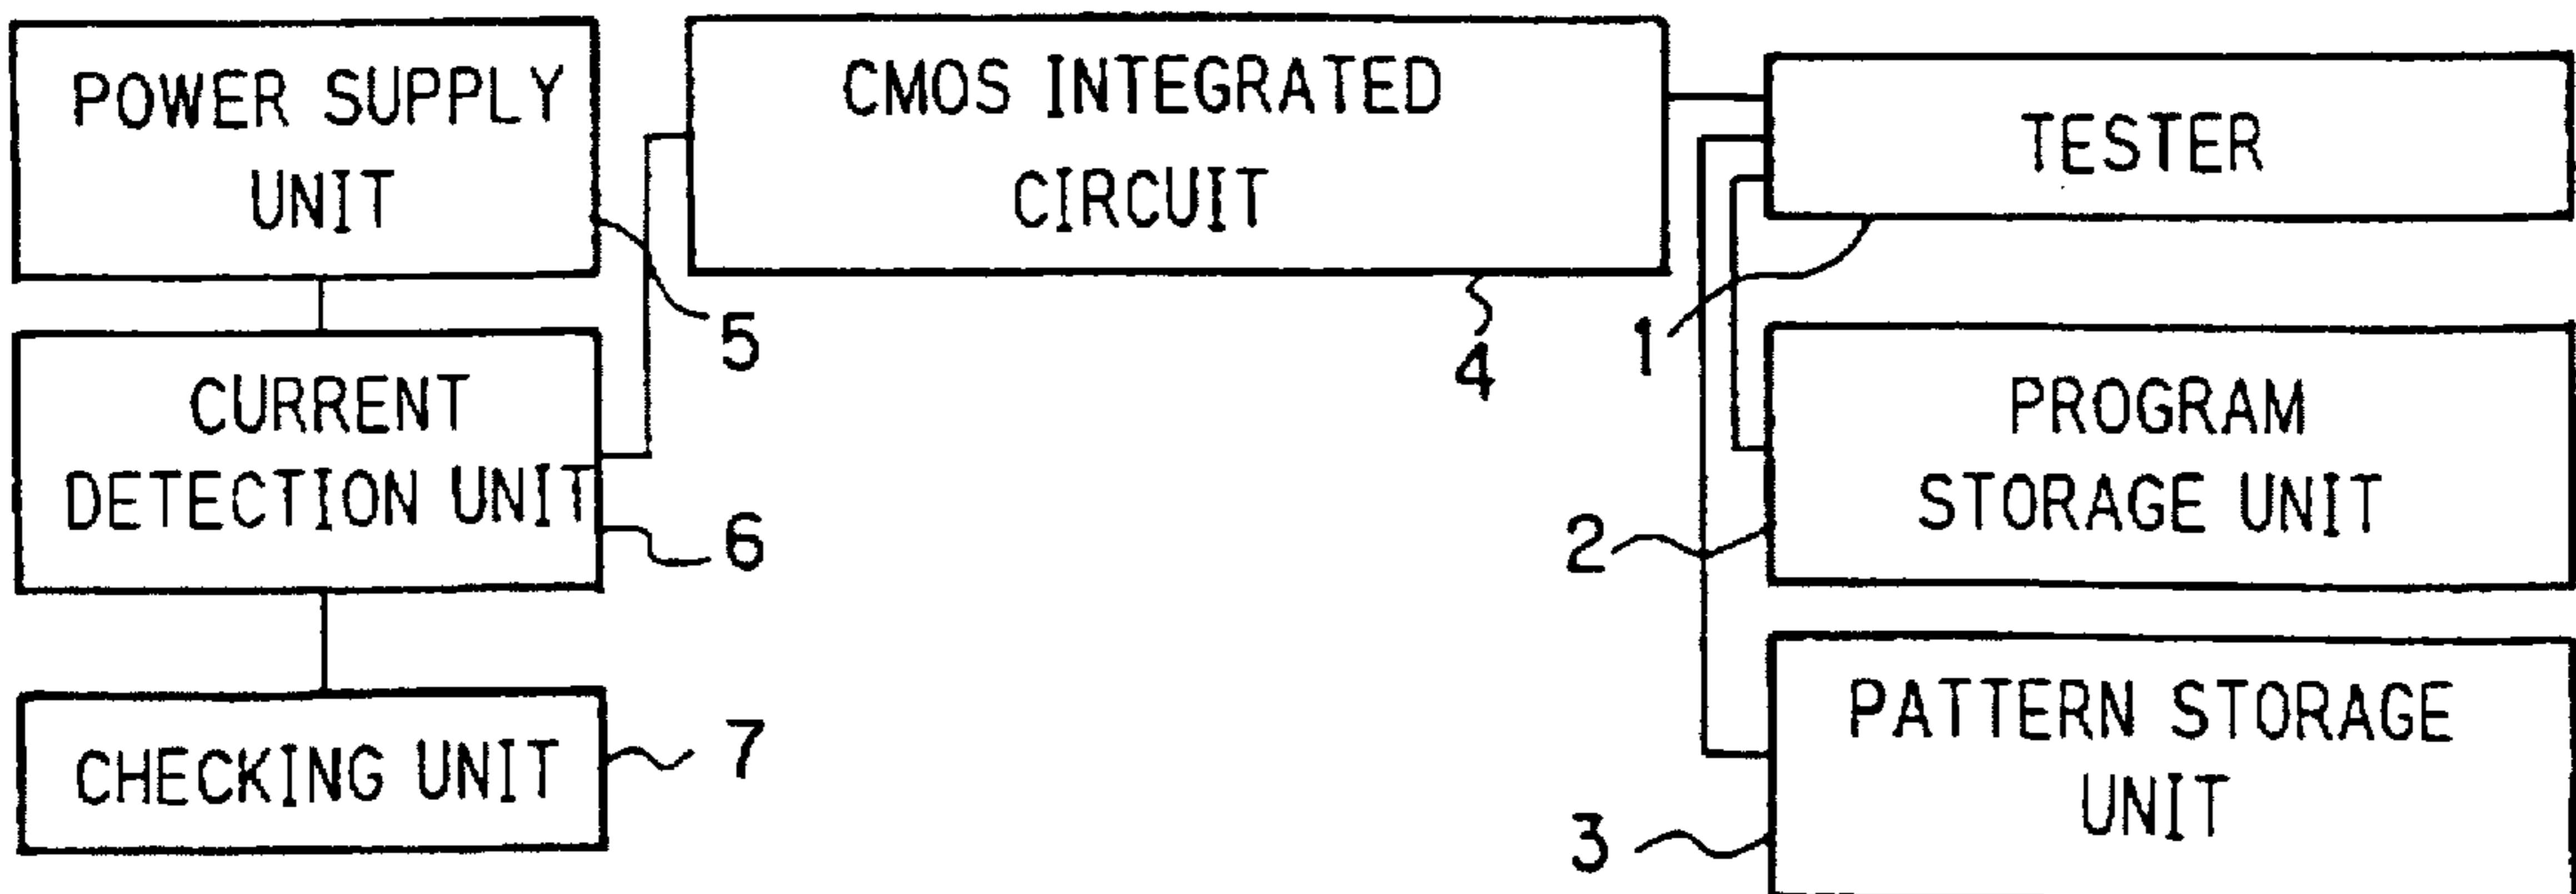 POWER SUPPLY
UNIT
5
CURRENT
DETECTION UNIT
6
CHECKING UNIT
7
CMOS INTEGRATED
CIRCUIT
4
TESTER
1
PROGRAM
STORAGE UNIT
2
PATTERN STORAGE
UNIT
3